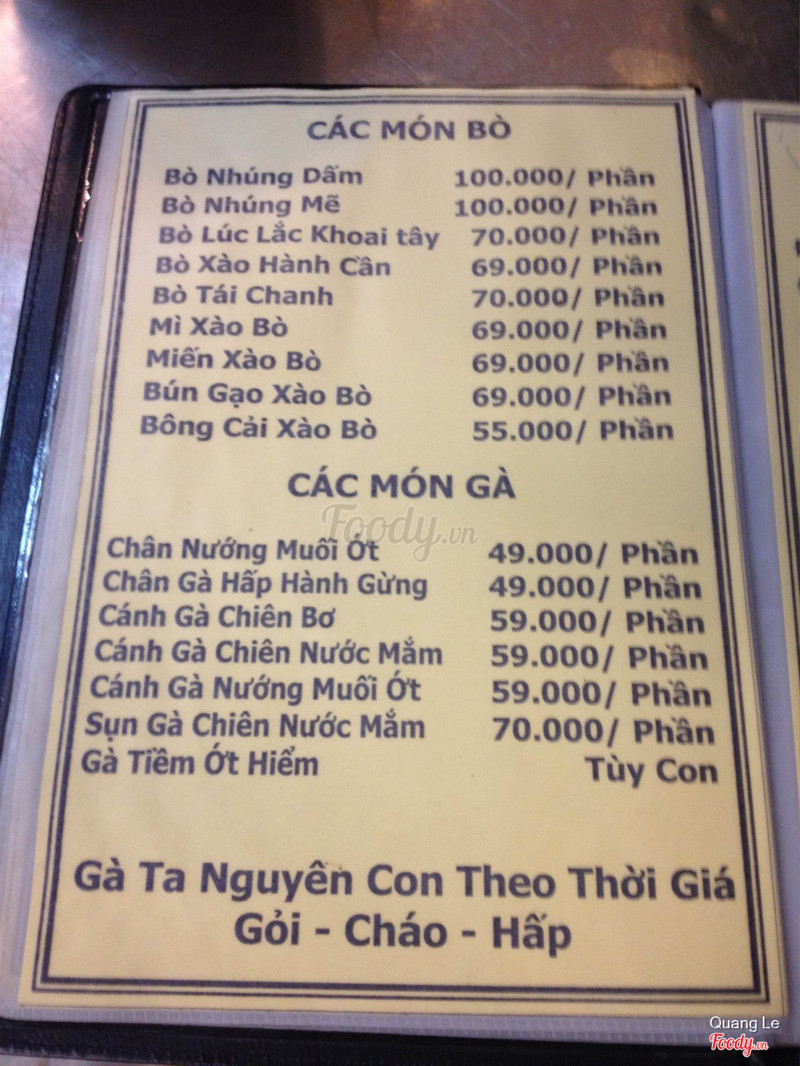 CÁC MÓN BÒ
Bò Nhúng Dấm 100.000/ Phần
Bò Nhúng Mẽ 100.000/ Phần
Bò Lúc Lắc Khoai tây 70.000/ Phần
Bò Xào Hành Cần 69.000/ Phần
Bò Tái Chanh 70.000/ Phần
Mì Xào Bò 69.000/ Phần
Miến Xào Bò 69.000/ Phần
Bún Gạo Xào Bò 69.000/ Phần
Bông Cải Xào Bò 55.000/ Phần
CÁC MÓN GÀ
Foody.vn
Chân Nướng Muối Ớt 49.000/ Phần
Chân Gà Hấp Hành Gừng 49.000/ Phần
Cánh Gà Chiên Bơ 59.000/ Phần
Cánh Gà Chiên Nước Mắm 59.000/ Phần
Cánh Gà Nướng Muối Ớt 59.000/ Phần
Sụn Gà Chiên Nước Mắm 70.000/ Phần
Gà Tiềm Ớt Hiểm Tùy Con
Gà Ta Nguyên Con Theo Thời Giá
Gỏi - Cháo - Hấp
Quang Le
Foody.vn